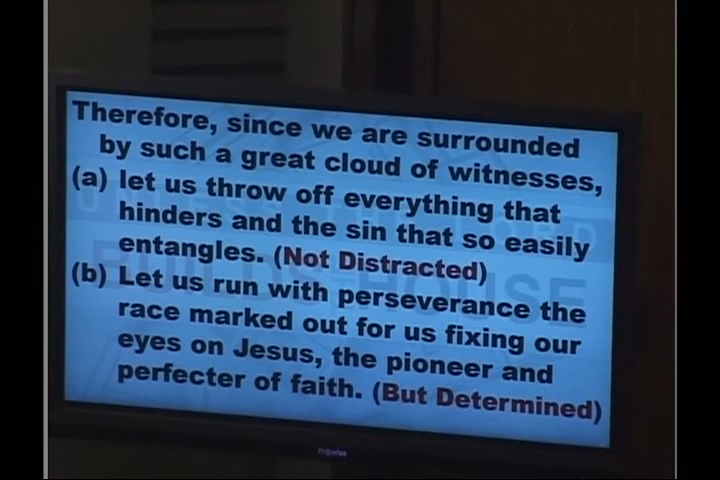 Therefore, since we are surrounded
by such a great cloud of witnesses,
(a) let us throw off everything that
hinders and the sin that so easily
entangles. (Not Distracted)
(b) Let us run with perseverance the
race marked out for us fixing our
eyes on Jesus, the pioneer and
perfecter of faith. (But Determined)